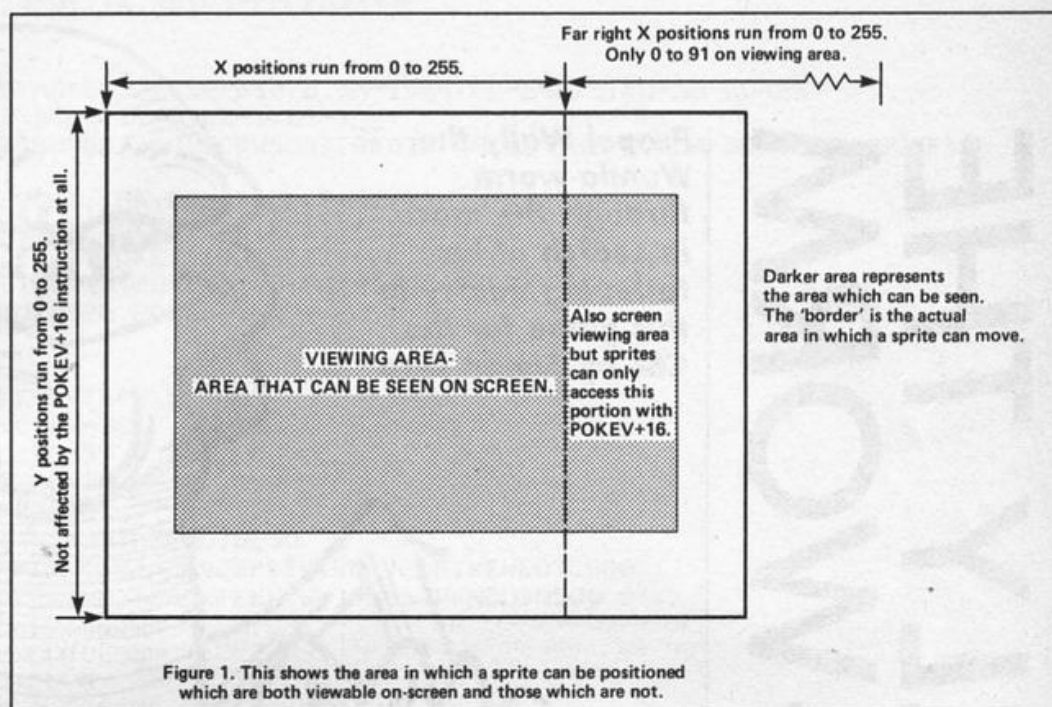 Far right X positions run from 0 to 255.
Only 0 to 91 on viewing area.
X positions run from 0 to 255.
Y positions run from 0 to 255.
Not affected by the POKEV+16 instruction at all.
VIEWING AREA-
AREA THAT CAN BE SEEN ON SCREEN.
Also screen
viewing area
but sprites
can only
access this
portion with
POKEV+16.
Darker area represents
the area which can be seen.
The 'border' is the actual
area in which a sprite can move.
Figure 1. This shows the area in which a sprite can be positioned
which are both viewable on-screen and those which are not.